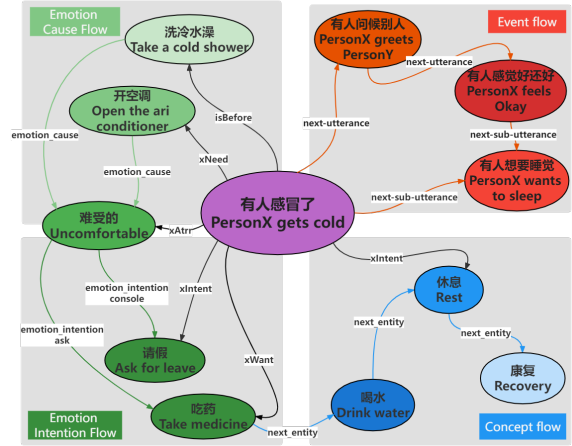 Emotion
Cause Flow
洗冷水澡
Take a cold shower
开空调
Open the ari
conditioner
emotion_cause
emotion_cause
isBefore
xNeed
有人问候别人
PersonX greets
PersonY
Event flow
next-utterance
next-utterance
有人感觉好还好
PersonX feels
Okay
next-sub-utterance
有人想要睡觉
PersonX wants
to sleep
next-sub-utterance
有人感冒了
PersonX gets cold
难受的
Uncomfortable
xAtrr
emotion_intention
console
emotion_intention
ask
xIntent
xWant
请假
Ask for leave
吃药
Take medicine
Emotion
Intention Flow
next_entity
xIntent
休息
Rest
next_entity
next_entity
康复
Recovery
喝水
Drink water
Concept flow